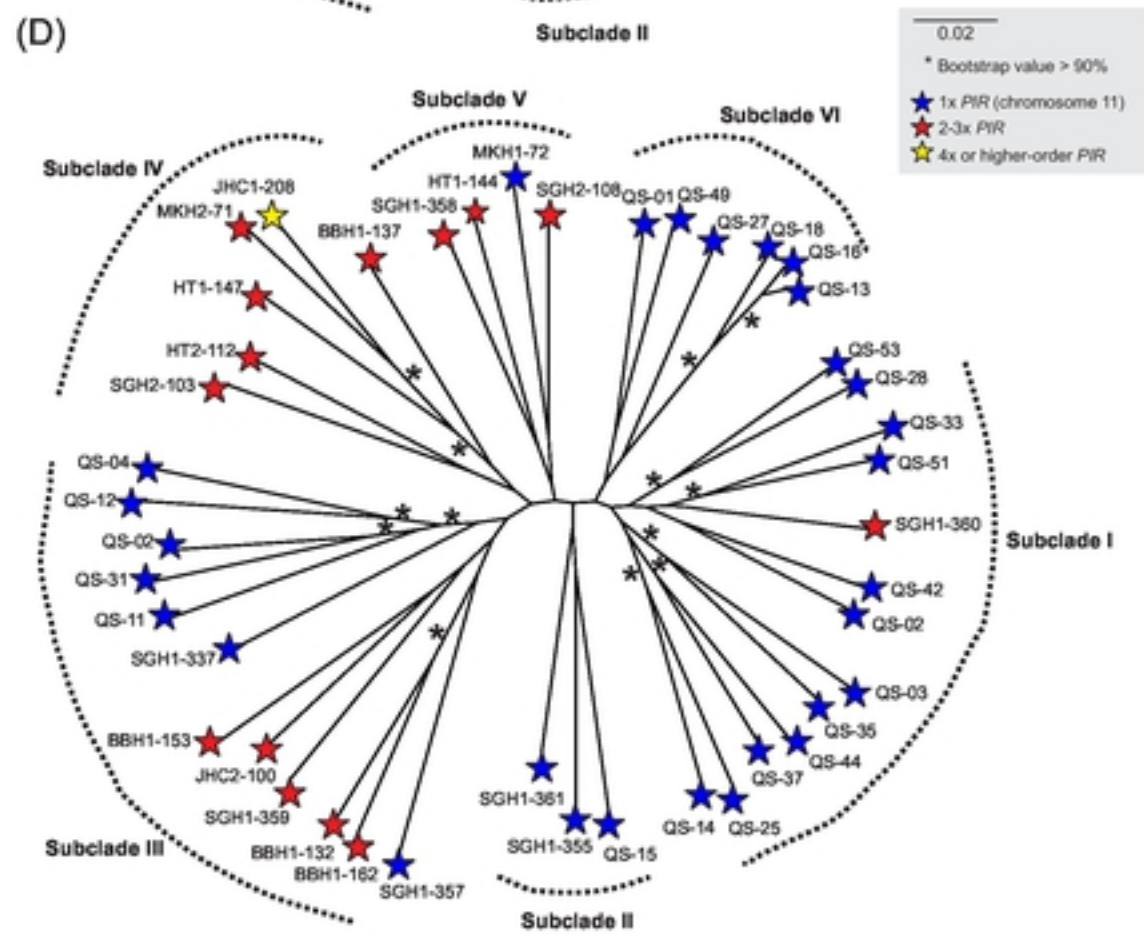 (D)
Subclade II
0.02
* Bootstrap value > 90%
1x PIR (chromosome 11)
2-3x PIR
4x or higher-order PIR
Subclade V
Subclade VI
Subclade IV
MKH1-72
JHC1-208
HT1-144
SGH2-108
QS-01
QS-49
MKH2-71
SGH1-358
BBH1-137
QS-27
QS-18
QS-16
*
QS-13
HT1-147
*
HT2-112
*
QS-53
SGH2-103
*
QS-28
QS-33
*
QS-04
QS-51
*
*
QS-12
*
*
*
SGH1-360
QS-02
*
Subclade I
*
*
QS-31
QS-42
QS-11
QS-02
*
SGH1-337
QS-03
QS-35
BBH1-153
QS-44
JHC2-100
QS-37
SGH1-361
SGH1-359
QS-14
QS-25
Subclade III
BBH1-132
SGH1-355
QS-15
BBH1-162
SGH1-357
Subclade II